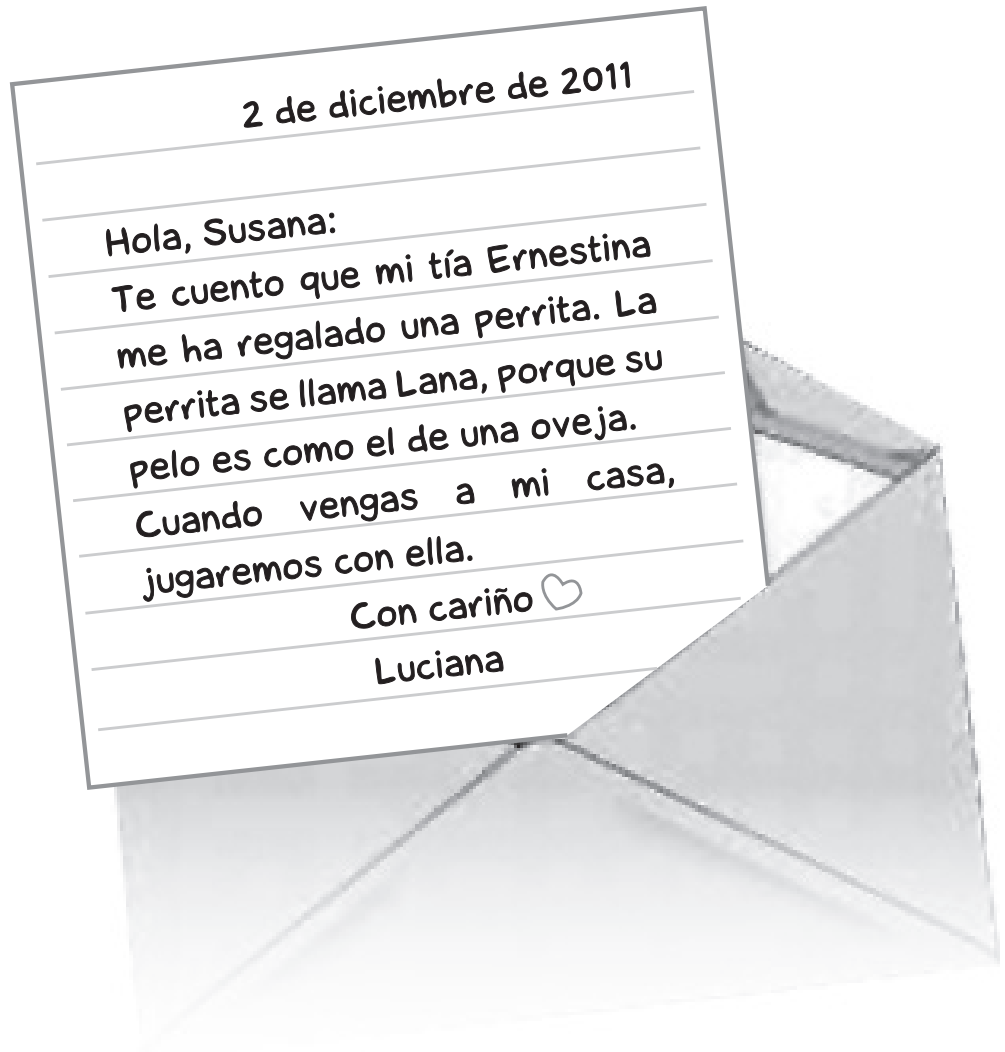 2 de diciembre de 2011
Hola, Susana:
Te cuento que mi tía Ernestina
me ha regalado una perrita. La
perrita se llama Lana, porque su
pelo es como el de una oveja.
Cuando vengas a mi casa,
jugaremos con ella.
Con cariño
Luciana